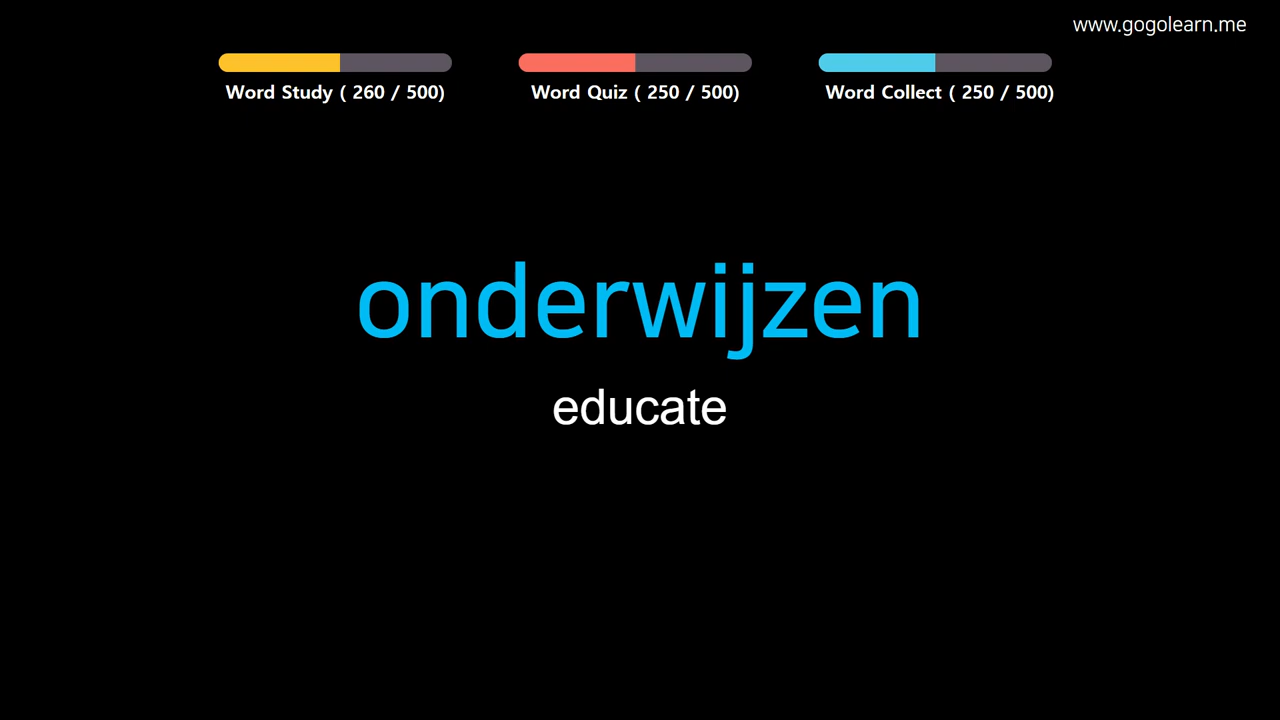 www.gogolearn.me
Word Study ( 260 / 500)
Word Quiz ( 250 / 500)
Word Collect ( 250 / 500)
onderwijzen
educate